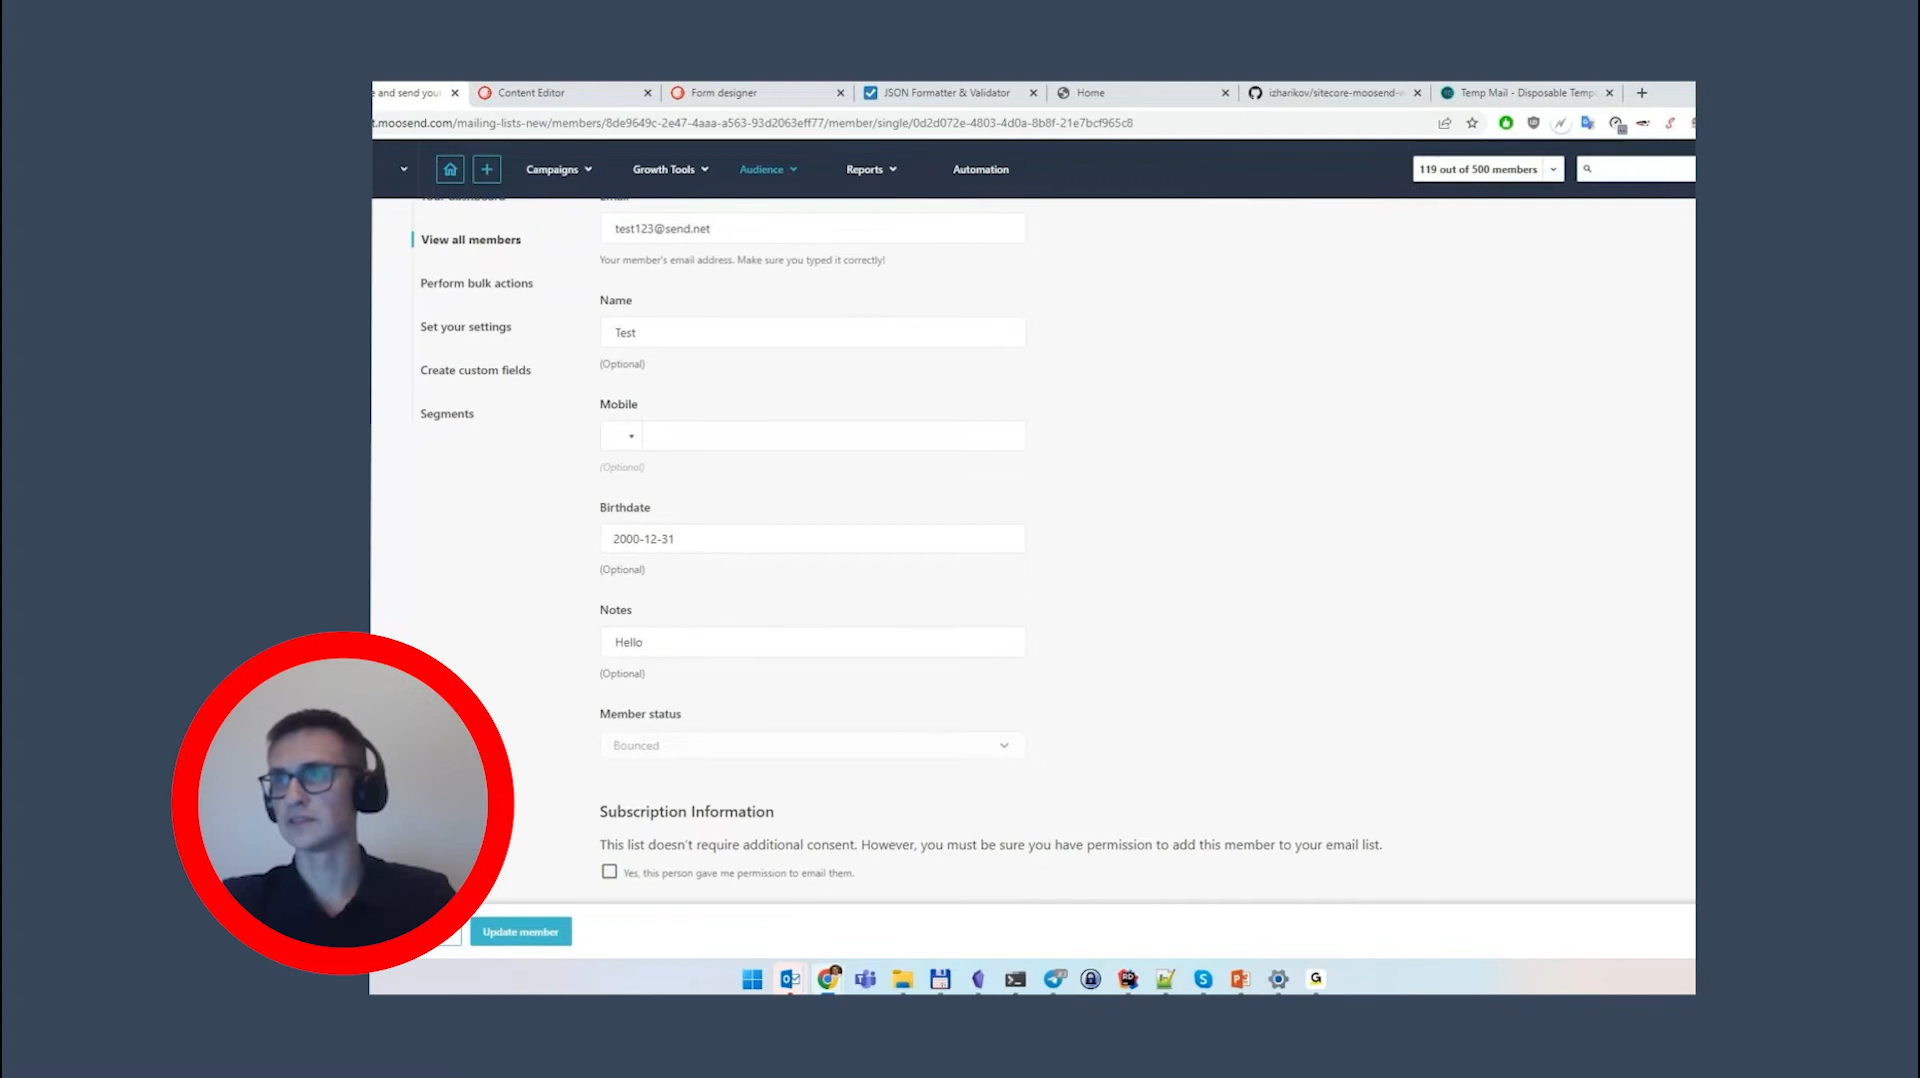 e and send your
Content Editor
Form designer
JSON Formatter & Validator
Home
izharikov/sitecore-moosend-
Temp Mail - Disposable Temp
t.moosend.com/mailing-lists-new/members/8de9649c-2e47-4aaa-a563-93d2063eff77/member/single/0d2d072e-4803-4d0a-8b8f-21e7bcf965c8
Campaigns
Growth Tools
Audience
Reports
Automation
119 out of 500 members
View all members
Perform bulk actions
Set your settings
Create custom fields
Segments
test123@send.net
Your member's email address. Make sure you typed it correctly!
Name
Test
(Optional)
Mobile
(Optional)
Birthdate
2000-12-31
(Optional)
Notes
Hello
(Optional)
Member status
Bounced
Subscription Information
This list doesn't require additional consent. However, you must be sure you have permission to add this member to your email list.
Yes, this person gave me permission to email them.
Update member